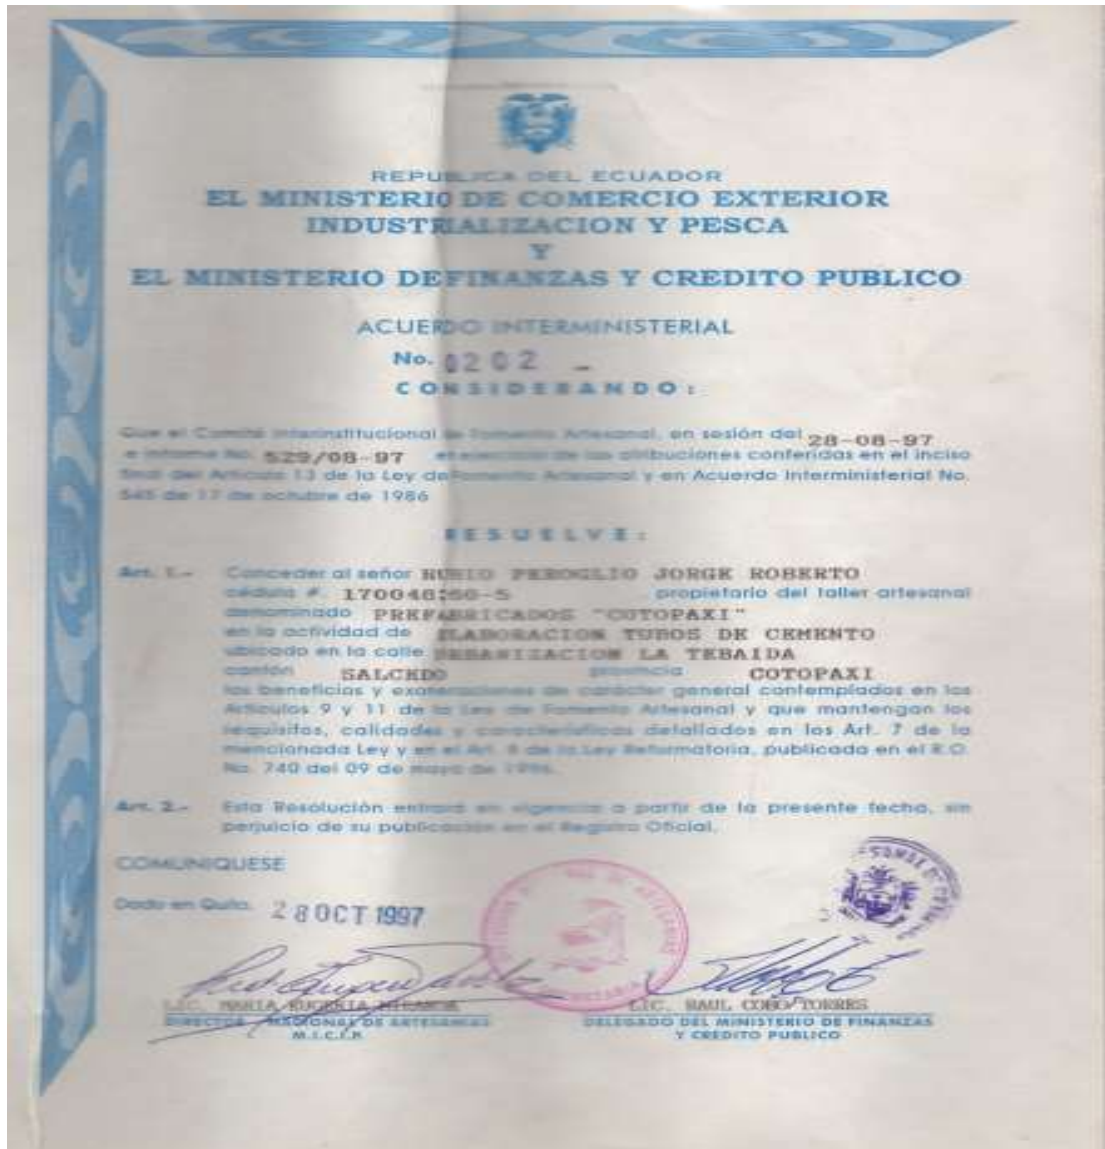 REPUBLICA DEL ECUADOR
EL MINISTERIO DE COMERCIO EXTERIOR
INDUSTRIALIZACION Y PESCA
Y
EL MINISTERIO DEFINANZAS Y CREDITO PUBLICO
ACUERDO INTERMINISTERIAL
No. 0202 -
CONSIDERANDO:
Que el Comité Interinstitucional de Fomento Artesanal, en sesión del 28-08-97
e informe No. 529/08-97 en ejercicio de las atribuciones conferidas en el inciso
final del Artículo 13 de la Ley de Fomento Artesanal y en Acuerdo Interministerial No.
545 de 17 de octubre de 1986
RESUELVE:
Art. 1.- Conceder al señor RUBIO PEROGLIO JORGE ROBERTO
cédula #. propietario del taller artesanal
denominado PREFABRICADOS "COTOPAXI"
en la actividad de ELABORACION TUBOS DE CEMENTO
ubicado en la calle URBANIZACION LA TEBAIDA
cantón SALCEDO provincia COTOPAXI
los beneficios y exoneraciones de carácter general contemplados en los
Artículos 9 y 11 de la Ley de Fomento Artesanal y que mantengan los
requisitos, calidades y características detallados en los Art. 7 de la
mencionada Ley y en el Art. de la Ley Reformatoria, publicada en el R.O.
No. 740 del 09 de mayo de
Art. 2.- Esta Resolución entrará en vigencia a partir de la presente fecha, sin
perjuicio de su publicación en el Registro Oficial.
COMUNIQUESE
Dado en Quito, 28 OCT 1997
SECRETARIA
LIC. MARIA EUGENIA
LIC. RAUL COBO TORRES
NACIONAL DE ARTESANIAS
DELEGADO DEL MINISTERIO DE FINANZAS
M.I.C.I.P.
Y CREDITO PUBLICO